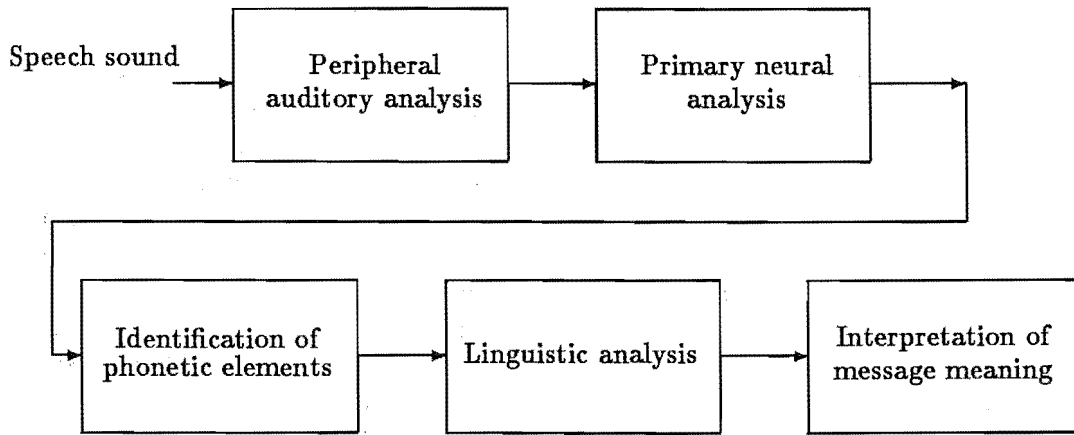 Speech sound
Peripheral
auditory analysis
Primary neural
analysis
Identification of
phonetic elements
Linguistic analysis
Interpretation of
message meaning